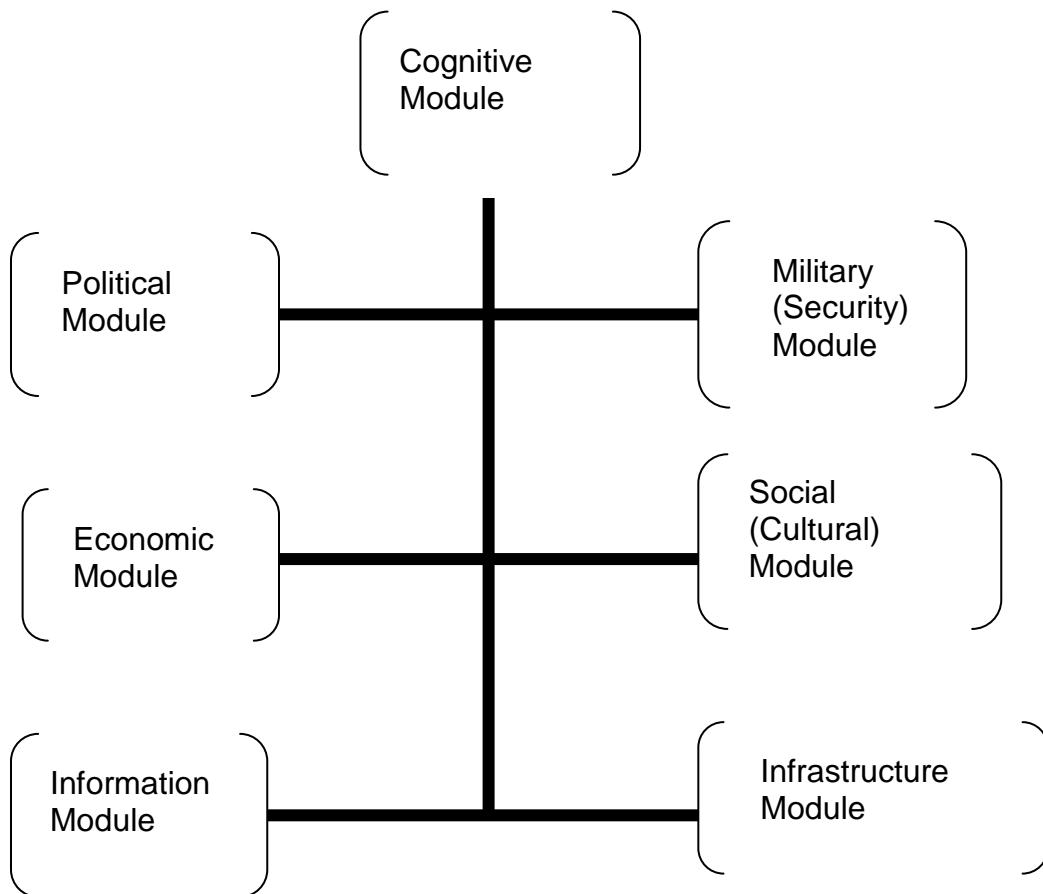 Cognitive
Module
Political
Module
Military
(Security)
Module
Economic
Module
Social
(Cultural)
Module
Information
Module
Infrastructure
Module